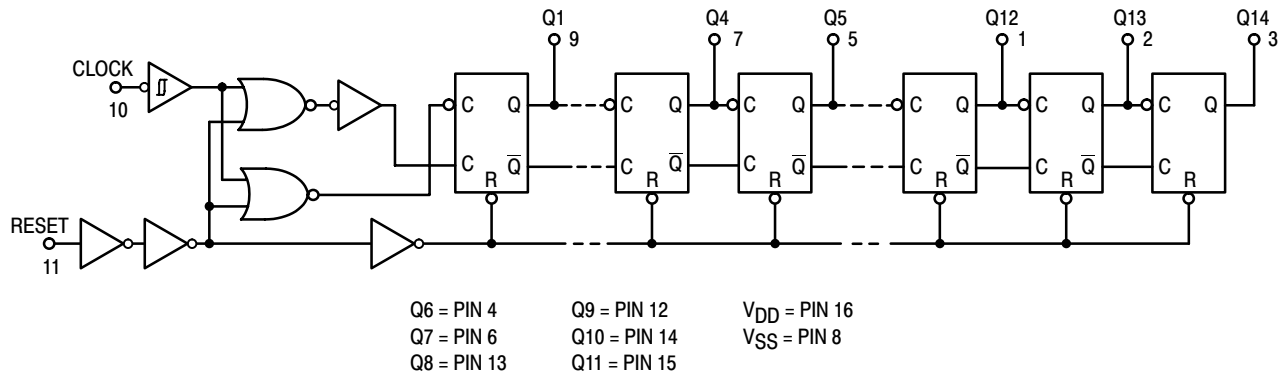 Q1 Q4 Q5 Q12 Q13 Q14
9 7 5 1 2 3
CLOCK
10
C Q C Q C Q C Q C Q C Q
C Q̅ C Q̅ C Q̅ C Q̅ C Q̅ C
R R R R R R
RESET
11
Q6 = PIN 4 Q9 = PIN 12 VDD = PIN 16
Q7 = PIN 6 Q10 = PIN 14 VSS = PIN 8
Q8 = PIN 13 Q11 = PIN 15